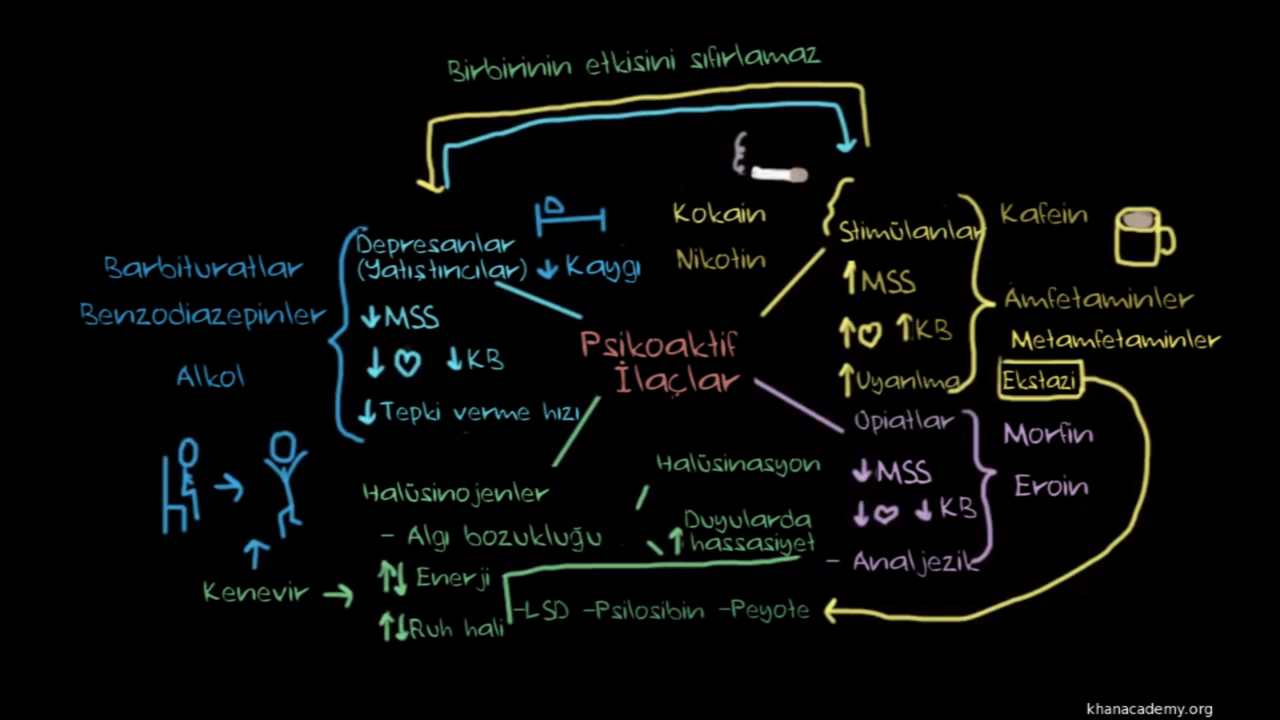 Birbirinin etkisini sıfırlamaz
Barbitüratlar
Benzodiazepinler
Alkol
Depresanlar
(Yatıştırıcılar)
↓ Kaygı
↓ MSS
↓ ♡ ↓ KB
↓ Tepki verme hızı
Psikoaktif
İlaçlar
Kokain
Nikotin
Stimülanlar
↑ MSS
↑ ♡ ↑ KB
↑ Uyarılma
Kafein
Amfetaminler
Metamfetaminler
Ekstazi
Opiatlar
↓ MSS
↓ ♡ ↓ KB
- Analjezik
Morfin
Eroin
Halüsinojenler
- Algı bozukluğu
↑↓ Enerji
↑↓ Ruh hali
Kenevir →
Halüsinasyon
↑ Duyularda
hassasiyet
-LSD -Psilosibin -Peyote
khanacademy.org